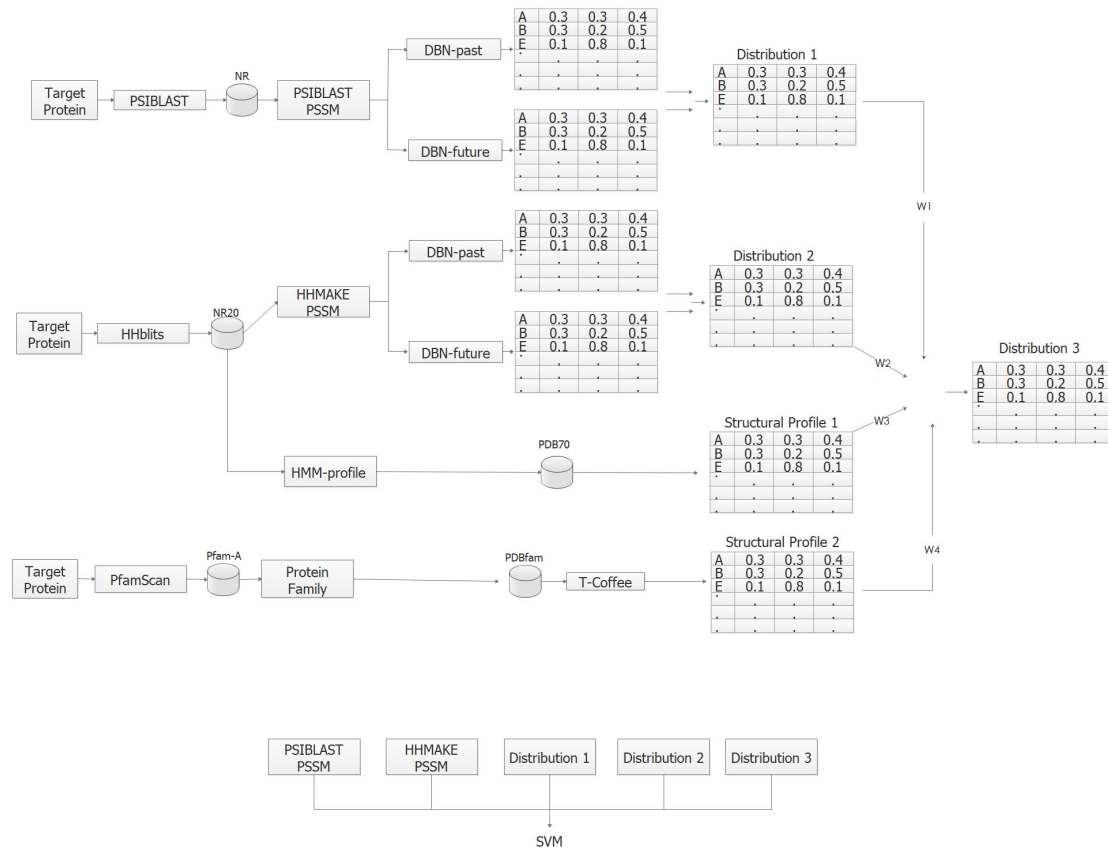 Target
Protein
PSIBLAST
NR
PSIBLAST
PSSM
DBN-past
DBN-future
A 0.3 0.3 0.4
B 0.3 0.2 0.5
E 0.1 0.8 0.1
. . . .
. . . .
. . . .
A 0.3 0.3 0.4
B 0.3 0.2 0.5
E 0.1 0.8 0.1
. . . .
. . . .
. . . .
Distribution 1
A 0.3 0.3 0.4
B 0.3 0.2 0.5
E 0.1 0.8 0.1
. . . .
. . . .
. . . .
W1
Target
Protein
HHblits
NR20
HHMAKE
PSSM
DBN-past
DBN-future
A 0.3 0.3 0.4
B 0.3 0.2 0.5
E 0.1 0.8 0.1
. . . .
. . . .
. . . .
A 0.3 0.3 0.4
B 0.3 0.2 0.5
E 0.1 0.8 0.1
. . . .
. . . .
. . . .
Distribution 2
A 0.3 0.3 0.4
B 0.3 0.2 0.5
E 0.1 0.8 0.1
. . . .
. . . .
. . . .
W2
HMM-profile
PDB70
Structural Profile 1
A 0.3 0.3 0.4
B 0.3 0.2 0.5
E 0.1 0.8 0.1
. . . .
. . . .
. . . .
W3
Distribution 3
A 0.3 0.3 0.4
B 0.3 0.2 0.5
E 0.1 0.8 0.1
. . . .
. . . .
. . . .
Target
Protein
PfamScan
Pfam-A
Protein
Family
PDBfam
T-Coffee
Structural Profile 2
A 0.3 0.3 0.4
B 0.3 0.2 0.5
E 0.1 0.8 0.1
. . . .
. . . .
. . . .
W4
PSIBLAST
PSSM
HHMAKE
PSSM
Distribution 1
Distribution 2
Distribution 3
SVM